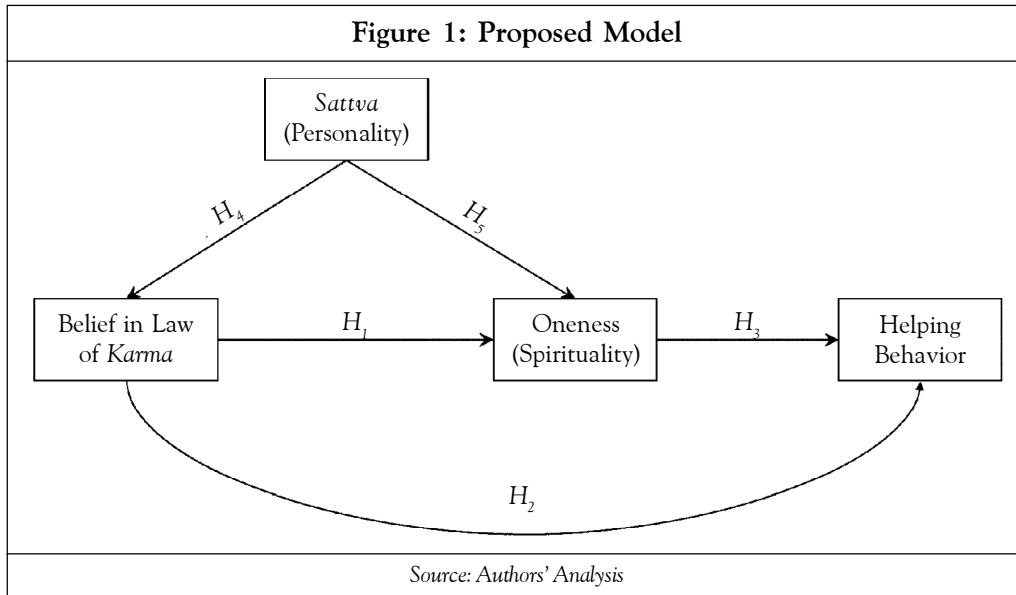 Figure 1: Proposed Model
Sattva
(Personality)
H4
H5
Belief in Law
of Karma
H1
Oneness
(Spirituality)
H3
Helping
Behavior
H2
Source: Authors' Analysis